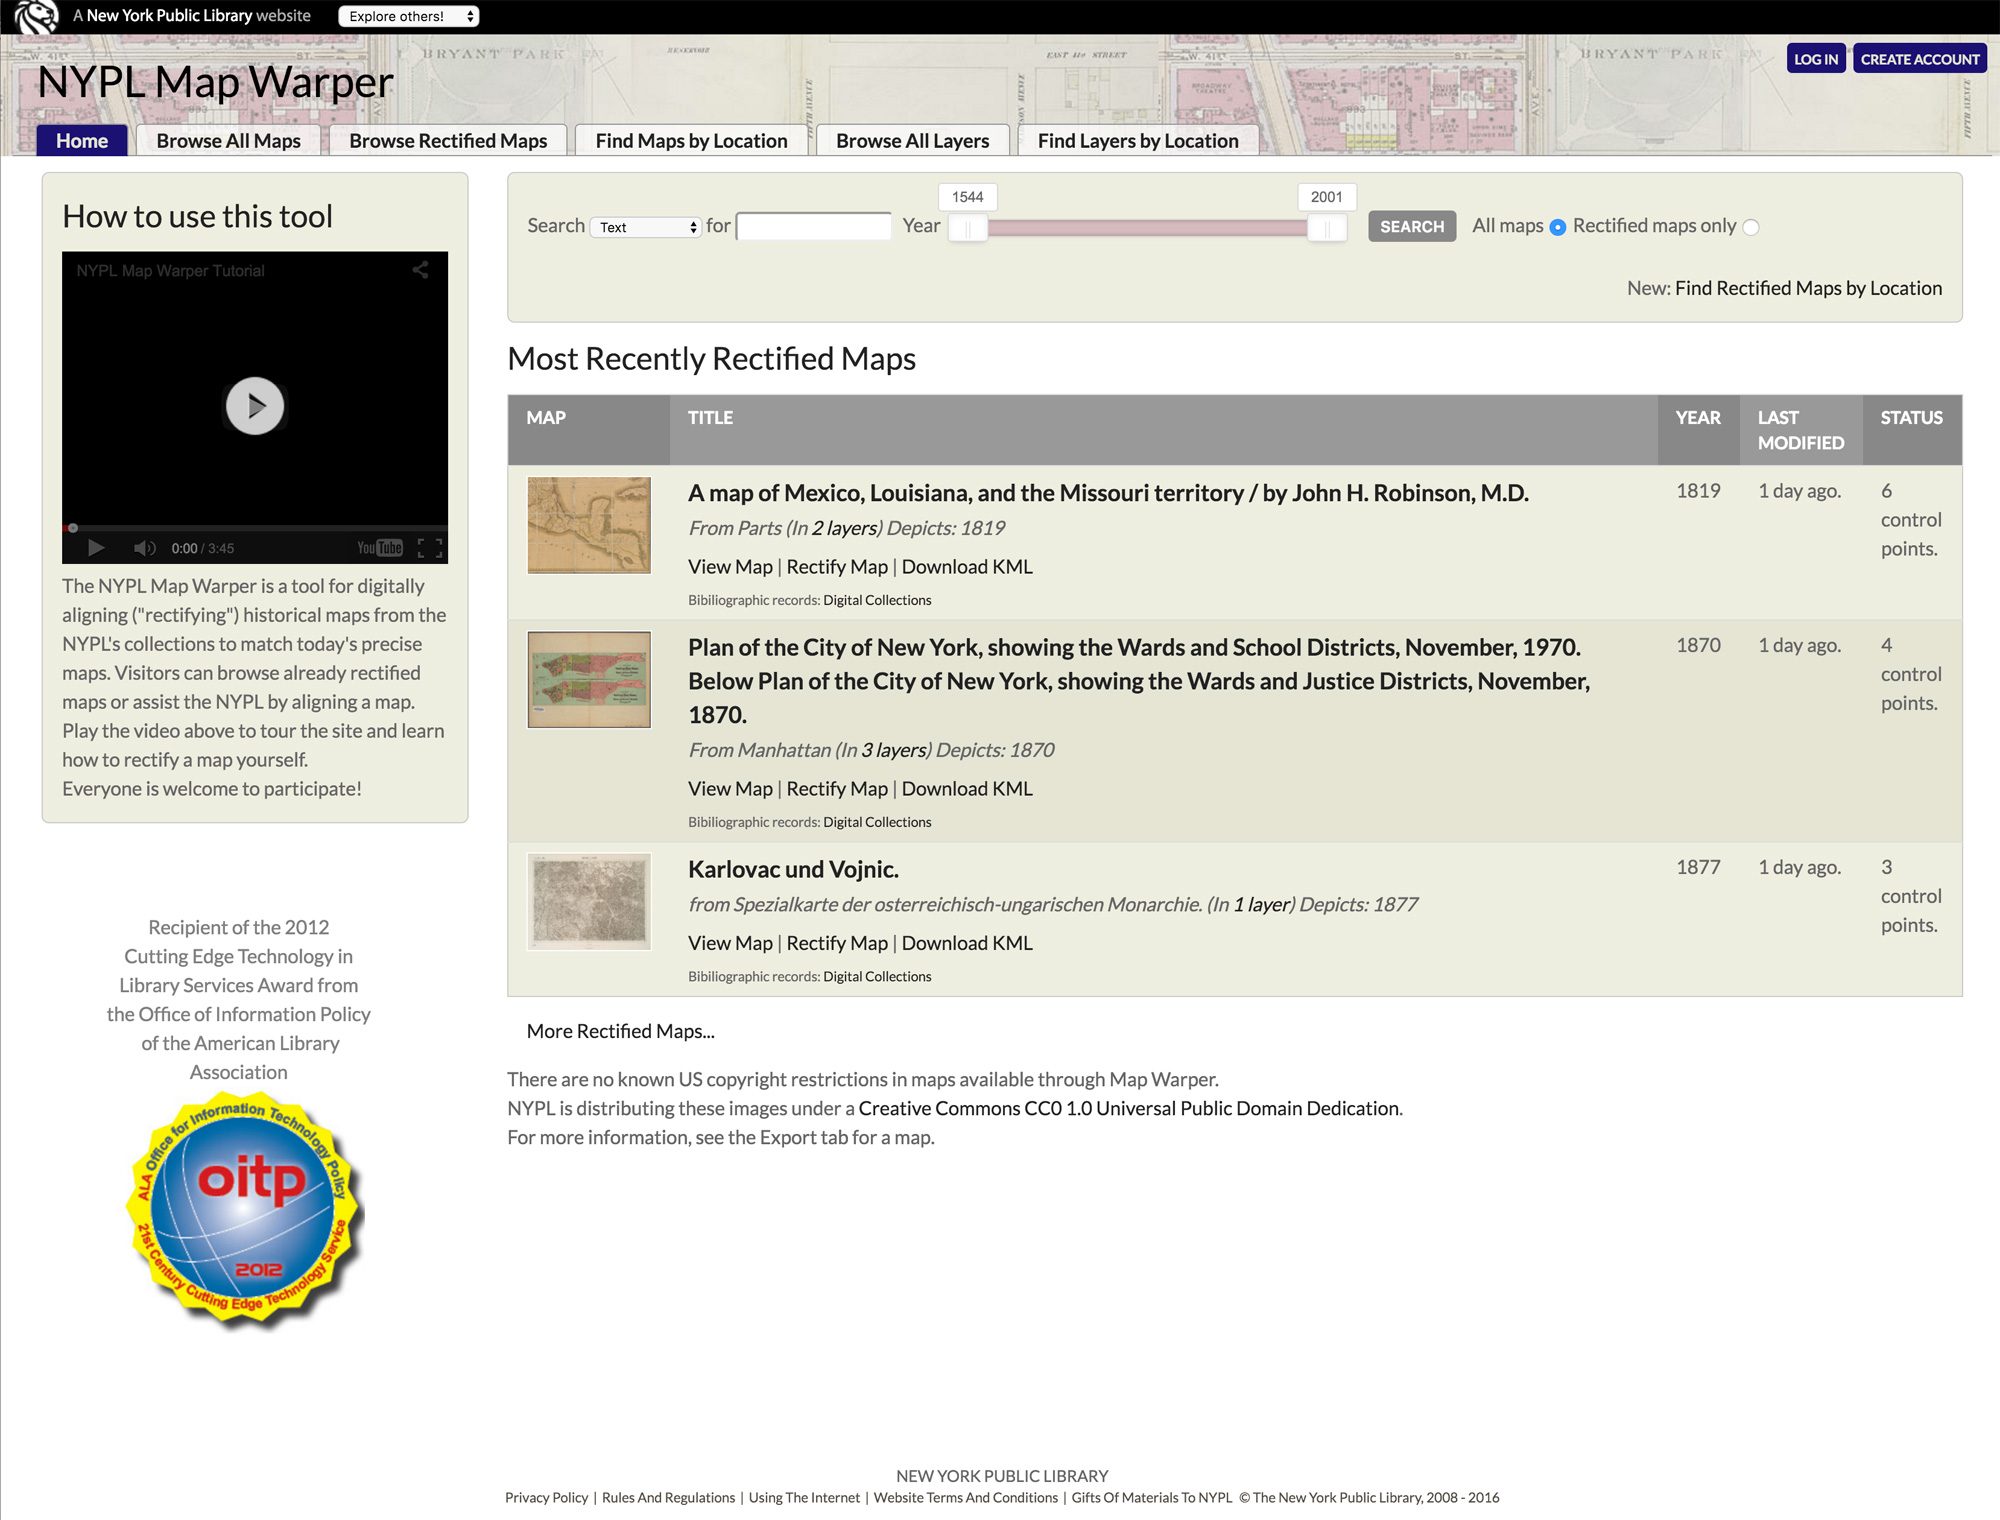 A New York Public Library website Explore others!
BRYANT PARK RESERVOIR EAST 41st STREET W. 41ST ST. BRYANT PARK
LOG IN CREATE ACCOUNT
NYPL Map Warper
BROADWAY THEATRE
893
Home Browse All Maps Browse Rectified Maps Find Maps by Location Browse All Layers Find Layers by Location
How to use this tool
NYPL Map Warper Tutorial
0:00 / 3:45 YouTube
The NYPL Map Warper is a tool for digitally
aligning ("rectifying") historical maps from the
NYPL's collections to match today's precise
maps. Visitors can browse already rectified
maps or assist the NYPL by aligning a map.
Play the video above to tour the site and learn
how to rectify a map yourself.
Everyone is welcome to participate!
Recipient of the 2012
Cutting Edge Technology in
Library Services Award from
the Office of Information Policy
of the American Library
Association
ALA Office for Information Technology Policy
oitp
2012
21st Century Cutting Edge Technology Service
1544 2001
Search Text for Year SEARCH All maps Rectified maps only
New: Find Rectified Maps by Location
Most Recently Rectified Maps
MAP TITLE YEAR LAST MODIFIED STATUS
A map of Mexico, Louisiana, and the Missouri territory / by John H. Robinson, M.D. 1819 1 day ago. 6 control points.
From Parts (In 2 layers) Depicts: 1819
View Map | Rectify Map | Download KML
Bibiliographic records: Digital Collections
Plan of the City of New York, showing the Wards and School Districts, November, 1970. 1870 1 day ago. 4 control points.
Below Plan of the City of New York, showing the Wards and Justice Districts, November,
1870.
From Manhattan (In 3 layers) Depicts: 1870
View Map | Rectify Map | Download KML
Bibiliographic records: Digital Collections
Karlovac und Vojnic. 1877 1 day ago. 3 control points.
from Spezialkarte der osterreichisch-ungarischen Monarchie. (In 1 layer) Depicts: 1877
View Map | Rectify Map | Download KML
Bibiliographic records: Digital Collections
More Rectified Maps...
There are no known US copyright restrictions in maps available through Map Warper.
NYPL is distributing these images under a Creative Commons CC0 1.0 Universal Public Domain Dedication.
For more information, see the Export tab for a map.
NEW YORK PUBLIC LIBRARY
Privacy Policy | Rules And Regulations | Using The Internet | Website Terms And Conditions | Gifts Of Materials To NYPL © The New York Public Library, 2008 - 2016